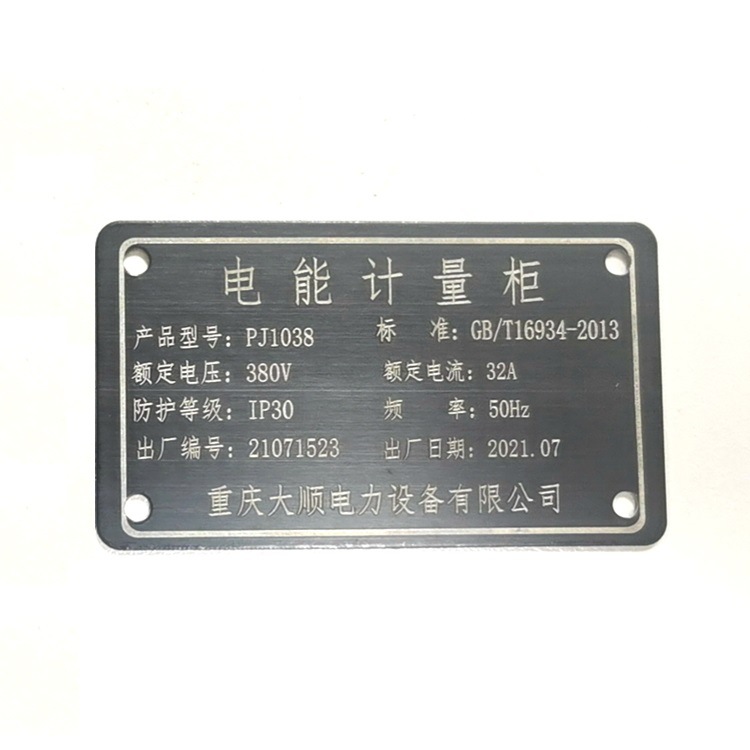 电能计量柜
产品型号：PJ1038 标 准：GB/T16934-2013
额定电压：380V 额定电流：32A
防护等级：IP30 频 率：50Hz
出厂编号：21071523 出厂日期：2021.07
重庆大顺电力设备有限公司